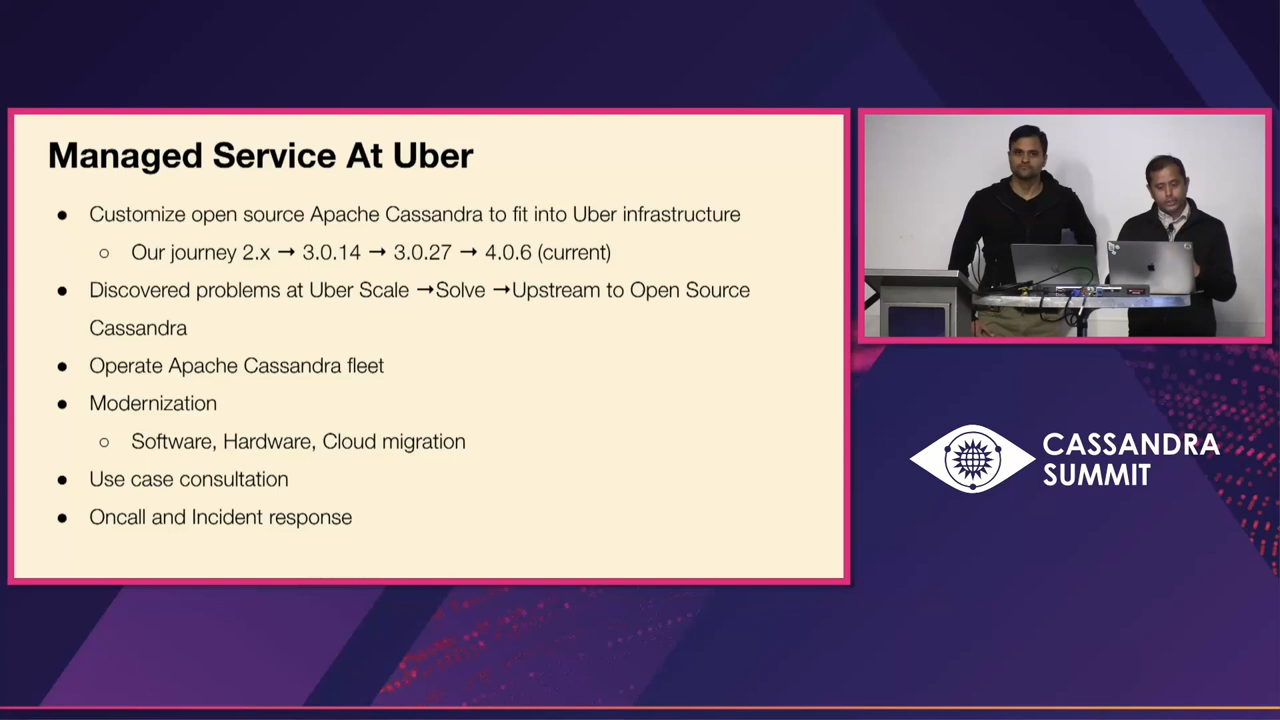 Managed Service At Uber
● Customize open source Apache Cassandra to fit into Uber infrastructure
○ Our journey 2.x → 3.0.14 → 3.0.27 → 4.0.6 (current)
● Discovered problems at Uber Scale →Solve →Upstream to Open Source
Cassandra
● Operate Apache Cassandra fleet
● Modernization
○ Software, Hardware, Cloud migration
● Use case consultation
● Oncall and Incident response
CASSANDRA
SUMMIT